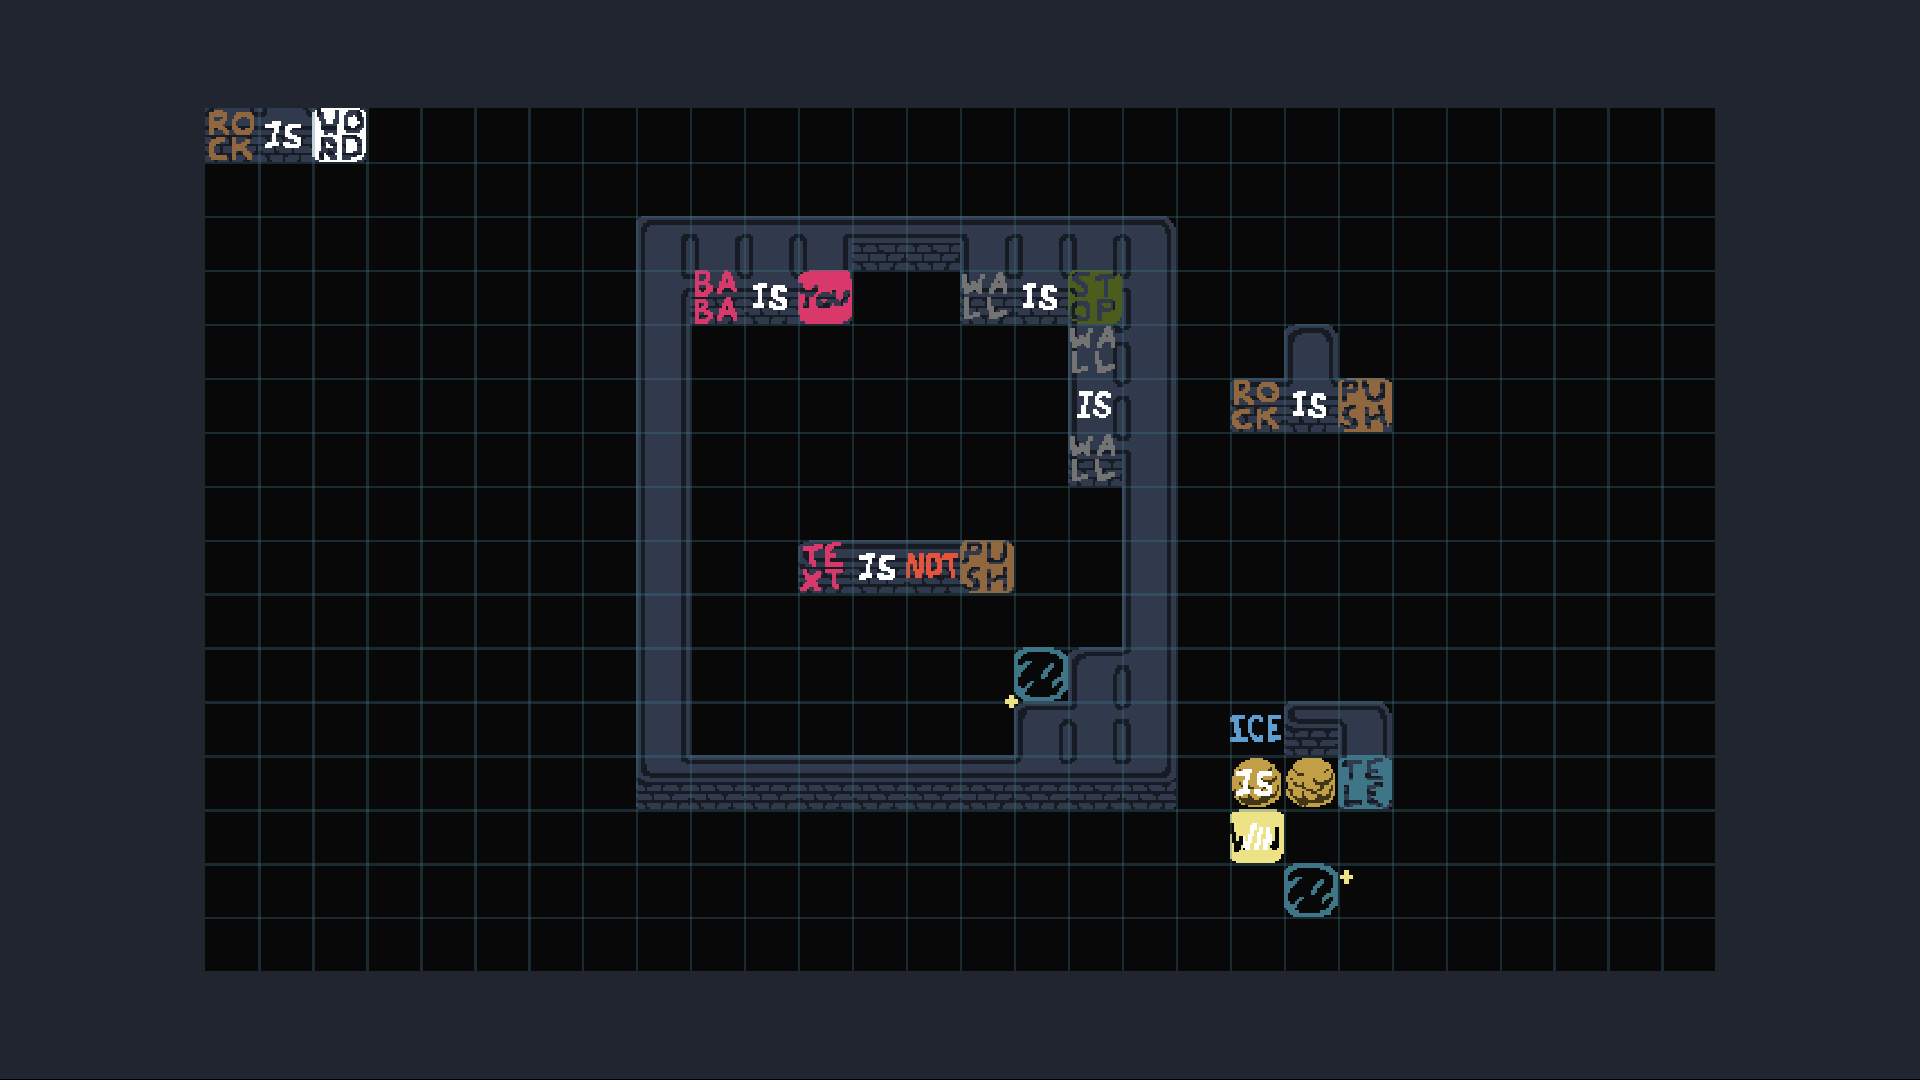 ROCK IS WORD
BABA IS YOU
WALL IS STOP
WALL
IS
WALL
ROCK IS PUSH
TEXT IS NOT PUSH
ICE
IS TELE
WIN